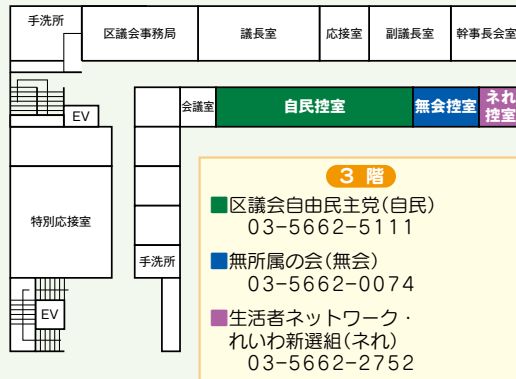 手洗所
区議会事務局
議長室
応接室
副議長室
幹事長会室
EV
会議室
自民控室
無会控室
ネれ
控室
特別応接室
手洗所
EV
3 階
■区議会自由民主党(自民)
03-5662-5111
■無所属の会(無会)
03-5662-0074
■生活者ネットワーク・
れいわ新選組(ネれ)
03-5662-2752